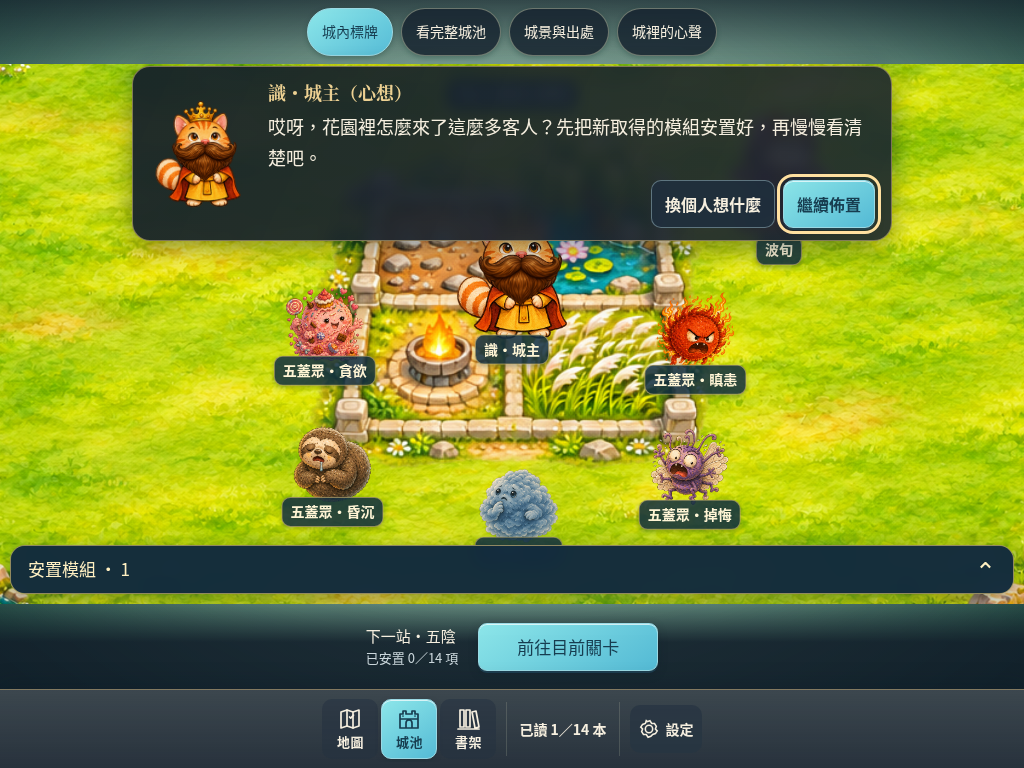 城內標牌
看完整城池
城景與出處
城裡的心聲
識・城主（心想）
哎呀，花園裡怎麼來了這麼多客人？先把新取得的模組安置好，再慢慢看清
楚吧。
換個人想什麼
繼續佈置
波旬
識・城主
五蓋眾・貪欲
五蓋眾・瞋恚
五蓋眾・昏沉
五蓋眾・掉悔
安置模組 · 1
下一站・五陰
已安置 0／14 項
前往目前關卡
地圖
城池
書架
已讀 1／14 本
設定